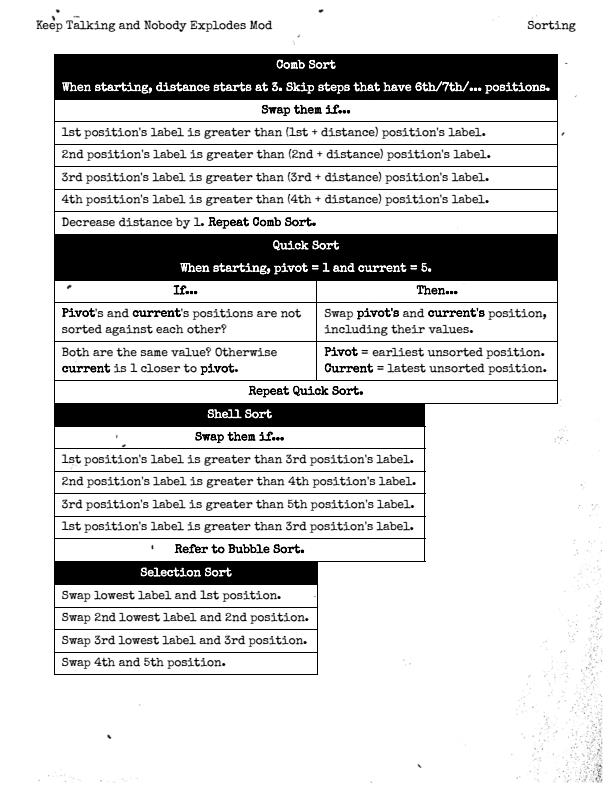 Keep Talking and Nobody Explodes Mod
Sorting
Comb Sort
When starting, distance starts at 3. Skip steps that have 6th/7th/... positions.
Swap them if...
1st position's label is greater than (1st + distance) position's label.
2nd position's label is greater than (2nd + distance) position's label.
3rd position's label is greater than (3rd + distance) position's label.
4th position's label is greater than (4th + distance) position's label.
Decrease distance by 1. Repeat Comb Sort.
Quick Sort
When starting, pivot = 1 and current = 5.
If...
Then...
Pivot's and current's positions are not
sorted against each other?
Swap pivot's and current's position,
including their values.
Both are the same value? Otherwise
current is 1 closer to pivot.
Pivot = earliest unsorted position.
Current = latest unsorted position.
Repeat Quick Sort.
Shell Sort
Swap them if...
1st position's label is greater than 3rd position's label.
2nd position's label is greater than 4th position's label.
3rd position's label is greater than 5th position's label.
1st position's label is greater than 3rd position's label.
Refer to Bubble Sort.
Selection Sort
Swap lowest label and 1st position.
Swap 2nd lowest label and 2nd position.
Swap 3rd lowest label and 3rd position.
Swap 4th and 5th position.